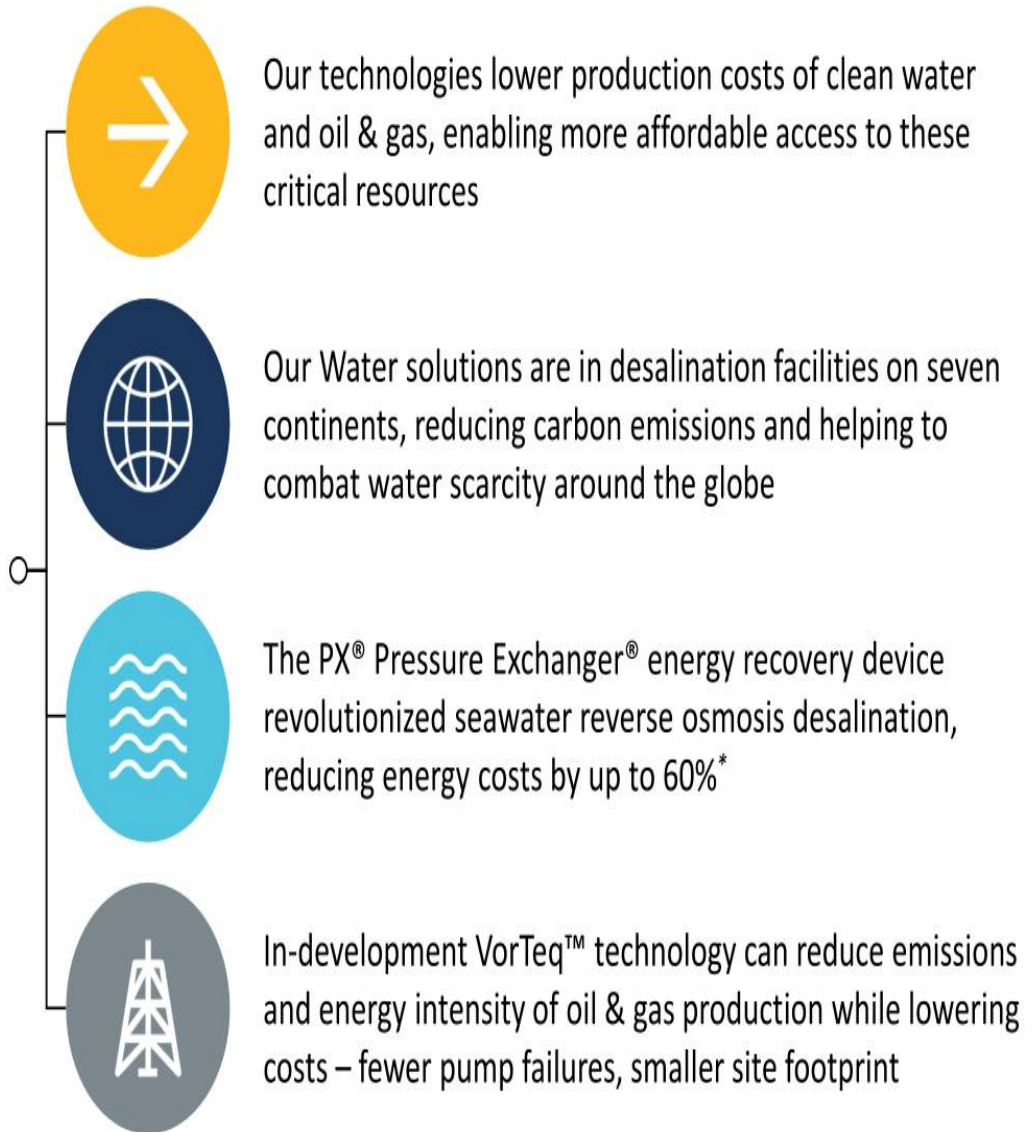 Our technologies lower production costs of clean water
and oil & gas, enabling more affordable access to these
critical resources
Our Water solutions are in desalination facilities on seven
continents, reducing carbon emissions and helping to
combat water scarcity around the globe
The PX® Pressure Exchanger® energy recovery device
revolutionized seawater reverse osmosis desalination,
reducing energy costs by up to 60%*
In-development VorTeq™ technology can reduce emissions
and energy intensity of oil & gas production while lowering
costs – fewer pump failures, smaller site footprint